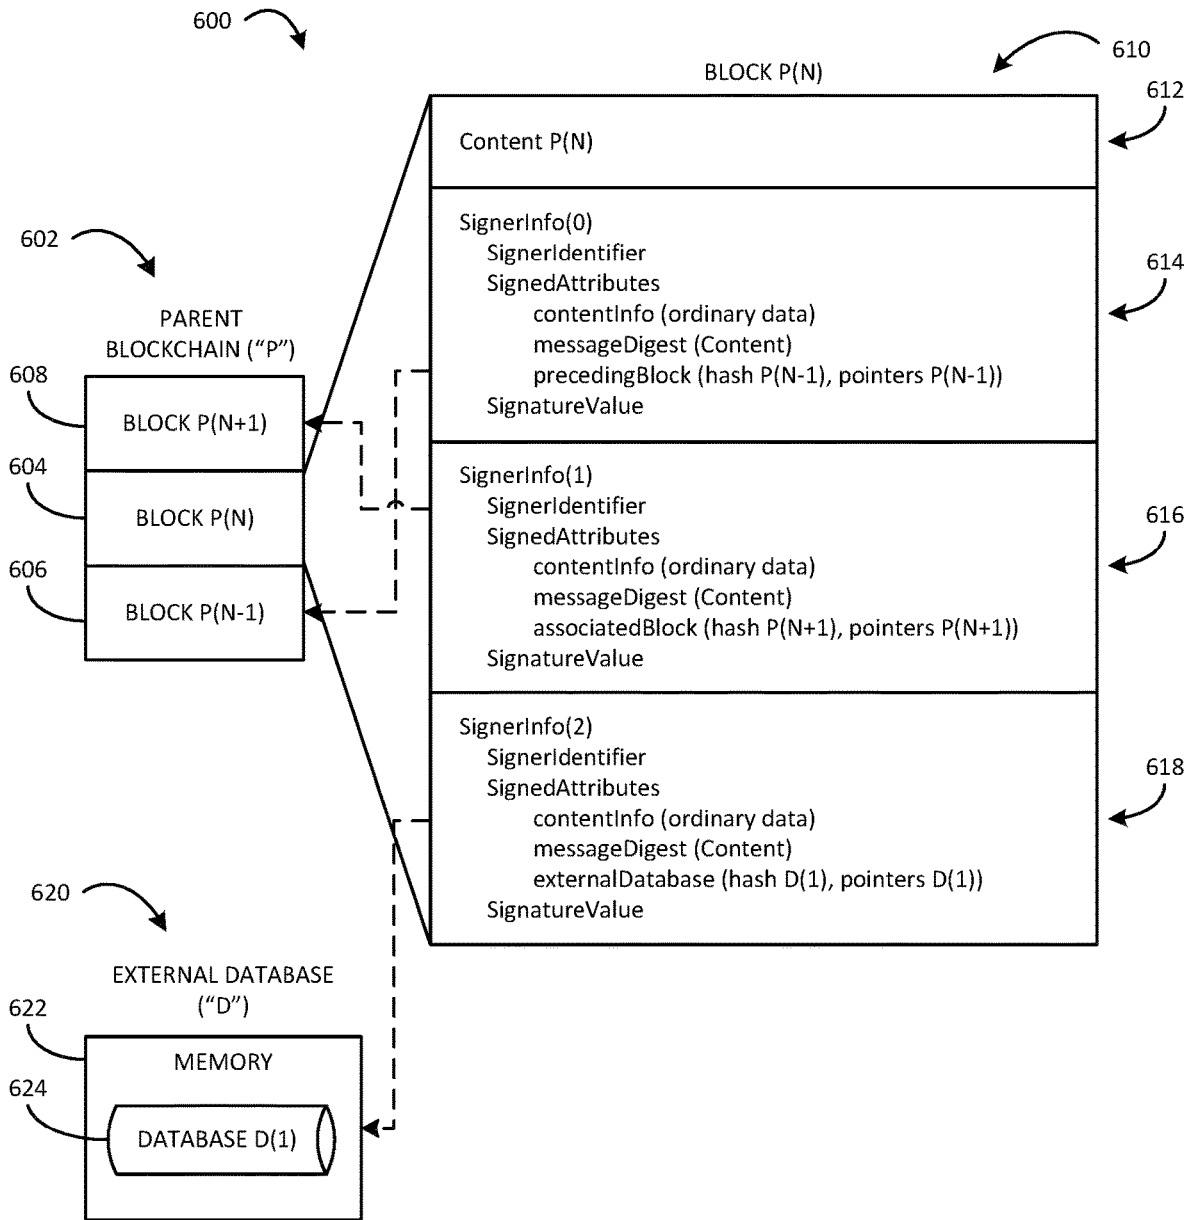 600
610
BLOCK P(N)
612
Content P(N)
602
614
SignerInfo(0)
SignerIdentifier
SignedAttributes
contentInfo (ordinary data)
messageDigest (Content)
precedingBlock (hash P(N-1), pointers P(N-1))
SignatureValue
PARENT
BLOCKCHAIN (“P”)
608
BLOCK P(N+1)
604
BLOCK P(N)
606
BLOCK P(N-1)
616
SignerInfo(1)
SignerIdentifier
SignedAttributes
contentInfo (ordinary data)
messageDigest (Content)
associatedBlock (hash P(N+1), pointers P(N+1))
SignatureValue
618
SignerInfo(2)
SignerIdentifier
SignedAttributes
contentInfo (ordinary data)
messageDigest (Content)
externalDatabase (hash D(1), pointers D(1))
SignatureValue
620
EXTERNAL DATABASE
(“D”)
622
MEMORY
624
DATABASE D(1)